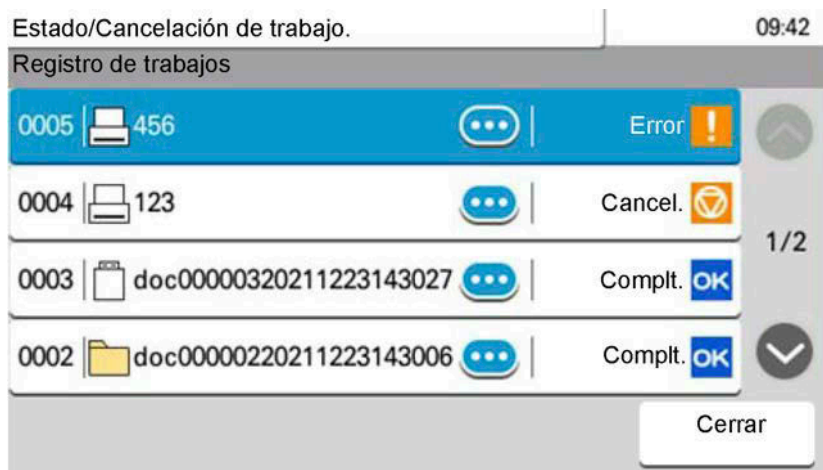 Estado/Cancelación de trabajo. 09:42
Registro de trabajos
0005 456 Error !
0004 123 Cancel.
1/2
0003 doc00000320211223143027 Complt. OK
0002 doc00000220211223143006 Complt. OK
Cerrar